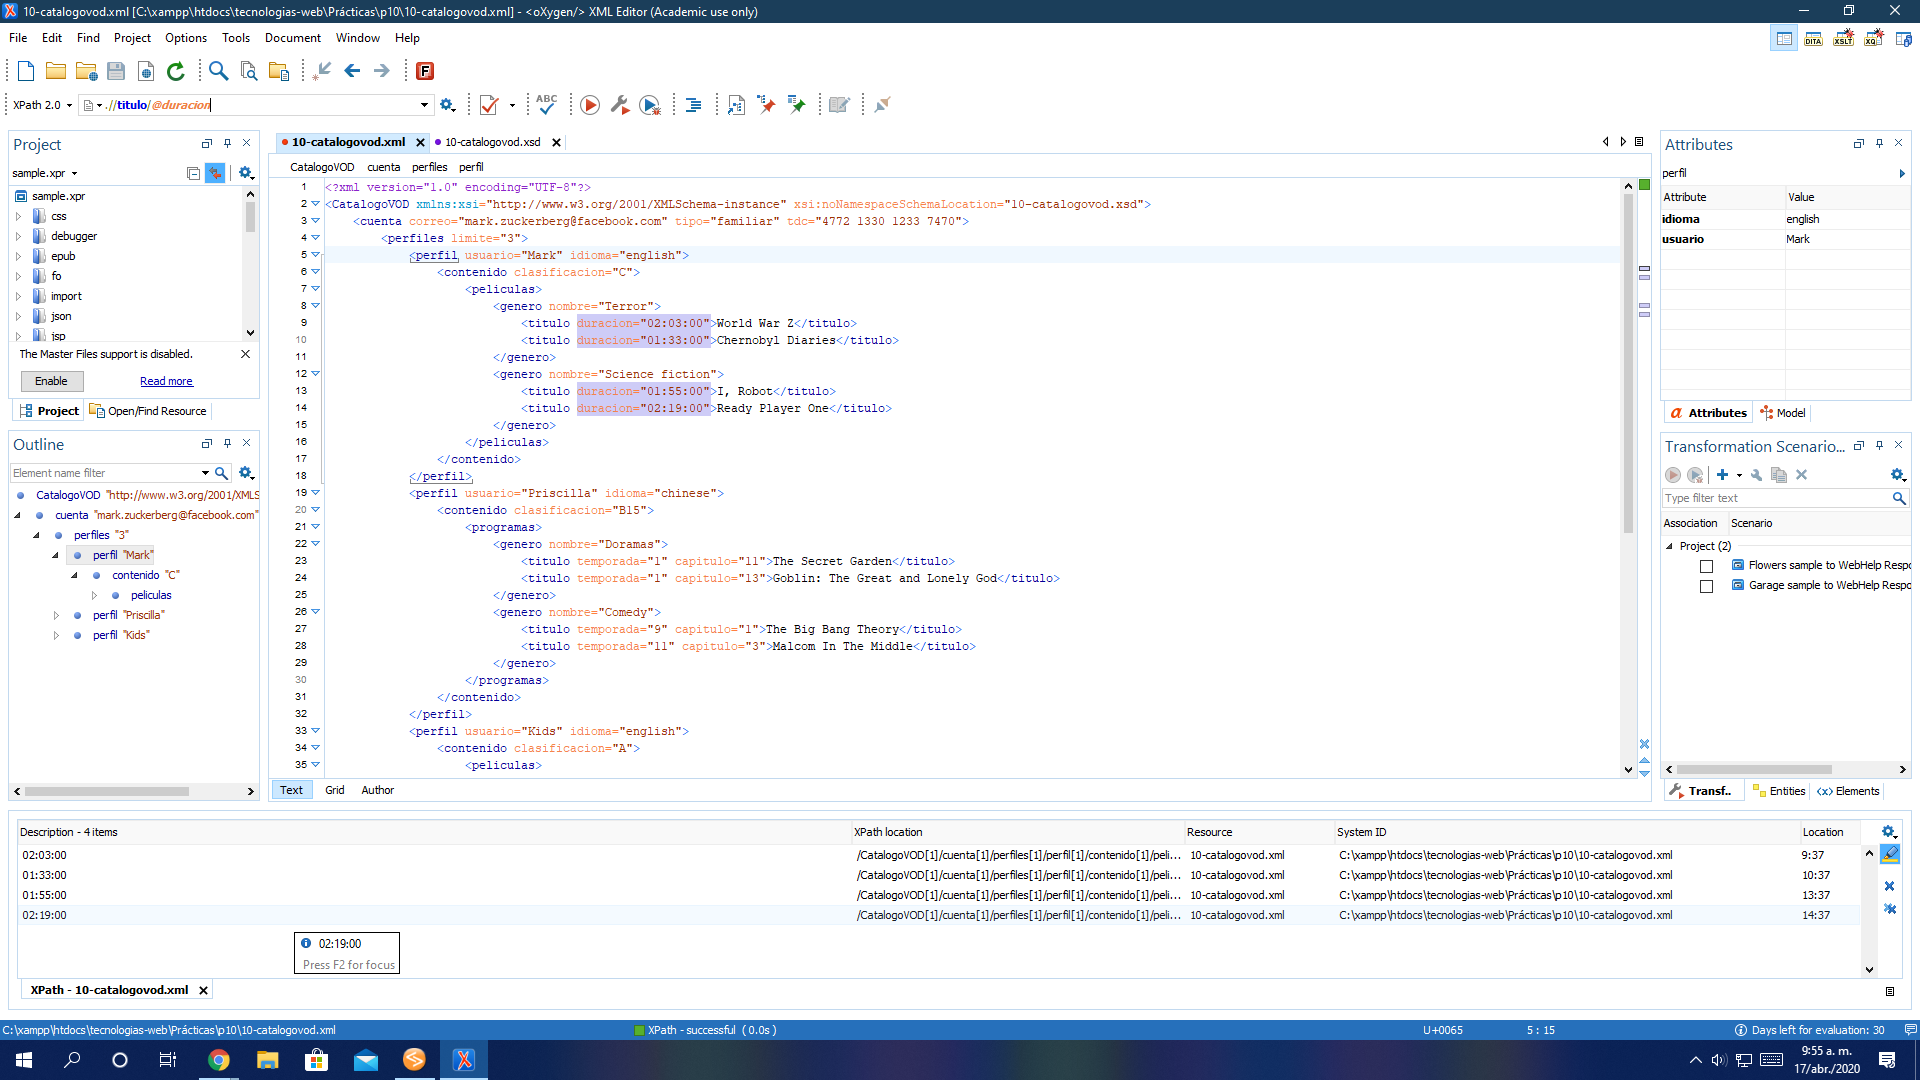 10-catalogovod.xml [C:\xampp\htdocs\tecnologias-web\Prácticas\p10\10-catalogovod.xml] - <oXygen/> XML Editor (Academic use only)
File Edit Find Project Options Tools Document Window Help
DITA XSLT XQ
F
XPath 2.0 .//titulo/@duracion
ABC
Project
sample.xpr
sample.xpr
css
debugger
epub
fo
import
json
jsp
The Master Files support is disabled.
Enable Read more
Project Open/Find Resource
Outline
Element name filter
CatalogoVOD "http://www.w3.org/2001/XMLS
cuenta "mark.zuckerberg@facebook.com"
perfiles "3"
perfil "Mark"
contenido "C"
peliculas
perfil "Priscilla"
perfil "Kids"
10-catalogovod.xml 10-catalogovod.xsd
CatalogoVOD cuenta perfiles perfil
1 <?xml version="1.0" encoding="UTF-8"?>
2 <CatalogoVOD xmlns:xsi="http://www.w3.org/2001/XMLSchema-instance" xsi:noNamespaceSchemaLocation="10-catalogovod.xsd">
3 <cuenta correo="mark.zuckerberg@facebook.com" tipo="familiar" tdc="4772 1330 1233 7470">
4 <perfiles limite="3">
5 <perfil usuario="Mark" idioma="english">
6 <contenido clasificacion="C">
7 <peliculas>
8 <genero nombre="Terror">
9 <titulo duracion="02:03:00">World War Z</titulo>
10 <titulo duracion="01:33:00">Chernobyl Diaries</titulo>
11 </genero>
12 <genero nombre="Science fiction">
13 <titulo duracion="01:55:00">I, Robot</titulo>
14 <titulo duracion="02:19:00">Ready Player One</titulo>
15 </genero>
16 </peliculas>
17 </contenido>
18 </perfil>
19 <perfil usuario="Priscilla" idioma="chinese">
20 <contenido clasificacion="B15">
21 <programas>
22 <genero nombre="Doramas">
23 <titulo temporada="1" capitulo="11">The Secret Garden</titulo>
24 <titulo temporada="1" capitulo="13">Goblin: The Great and Lonely God</titulo>
25 </genero>
26 <genero nombre="Comedy">
27 <titulo temporada="9" capitulo="1">The Big Bang Theory</titulo>
28 <titulo temporada="11" capitulo="3">Malcom In The Middle</titulo>
29 </genero>
30 </programas>
31 </contenido>
32 </perfil>
33 <perfil usuario="Kids" idioma="english">
34 <contenido clasificacion="A">
35 <peliculas>
Text Grid Author
Attributes
perfil
Attribute Value
idioma english
usuario Mark
Attributes Model
Transformation Scenario...
Type filter text
Association Scenario
Project (2)
Flowers sample to WebHelp Respo
Garage sample to WebHelp Respo
Transf.. Entities Elements
Description - 4 items XPath location Resource System ID Location
02:03:00 /CatalogoVOD[1]/cuenta[1]/perfiles[1]/perfil[1]/contenido[1]/peli... 10-catalogovod.xml C:\xampp\htdocs\tecnologias-web\Prácticas\p10\10-catalogovod.xml 9:37
01:33:00 /CatalogoVOD[1]/cuenta[1]/perfiles[1]/perfil[1]/contenido[1]/peli... 10-catalogovod.xml C:\xampp\htdocs\tecnologias-web\Prácticas\p10\10-catalogovod.xml 10:37
01:55:00 /CatalogoVOD[1]/cuenta[1]/perfiles[1]/perfil[1]/contenido[1]/peli... 10-catalogovod.xml C:\xampp\htdocs\tecnologias-web\Prácticas\p10\10-catalogovod.xml 13:37
02:19:00 /CatalogoVOD[1]/cuenta[1]/perfiles[1]/perfil[1]/contenido[1]/peli... 10-catalogovod.xml C:\xampp\htdocs\tecnologias-web\Prácticas\p10\10-catalogovod.xml 14:37
02:19:00
Press F2 for focus
XPath - 10-catalogovod.xml
C:\xampp\htdocs\tecnologias-web\Prácticas\p10\10-catalogovod.xml XPath - successful (0.0s) U+0065 5 : 15 Days left for evaluation: 30
9:55 a. m.
17/abr./2020